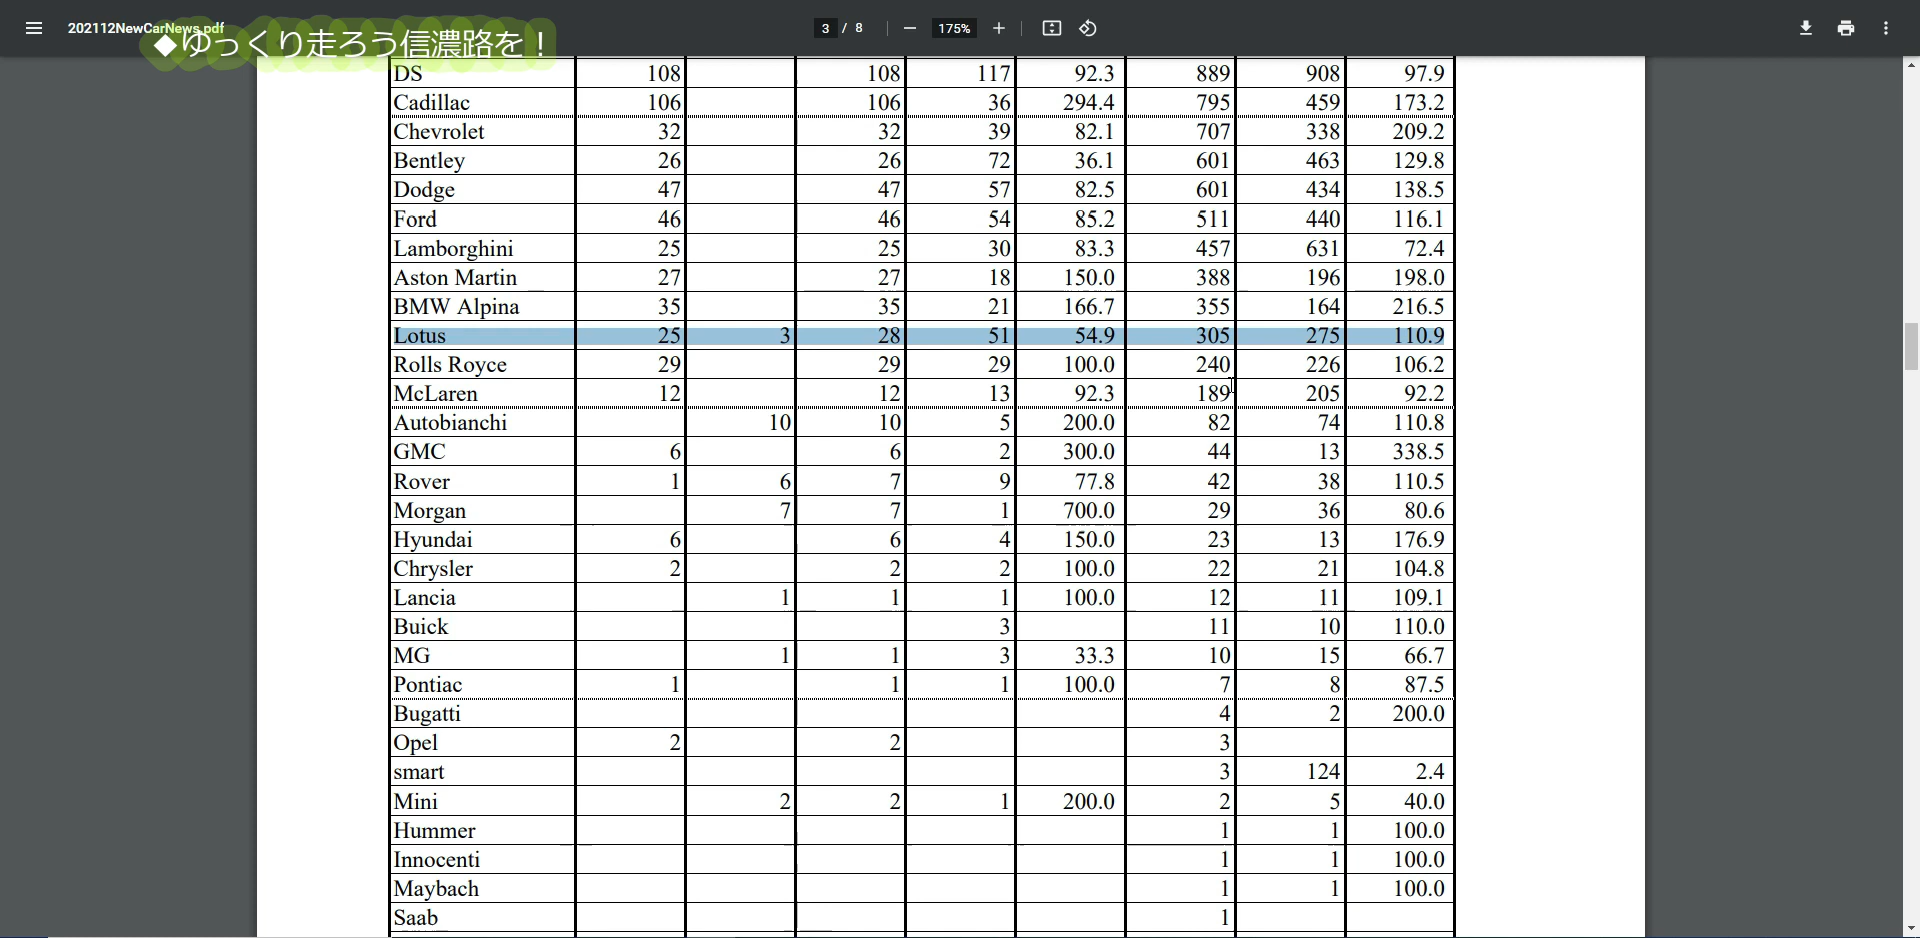 202112NewCarNews.pdf
3 / 8
175%
◆ゆっくり走ろう信濃路を！
DS 108 108 117 92.3 889 908 97.9
Cadillac 106 106 36 294.4 795 459 173.2
Chevrolet 32 32 39 82.1 707 338 209.2
Bentley 26 26 72 36.1 601 463 129.8
Dodge 47 47 57 82.5 601 434 138.5
Ford 46 46 54 85.2 511 440 116.1
Lamborghini 25 25 30 83.3 457 631 72.4
Aston Martin 27 27 18 150.0 388 196 198.0
BMW Alpina 35 35 21 166.7 355 164 216.5
Lotus 25 3 28 51 54.9 305 275 110.9
Rolls Royce 29 29 29 100.0 240 226 106.2
McLaren 12 12 13 92.3 189 205 92.2
Autobianchi 10 10 5 200.0 82 74 110.8
GMC 6 6 2 300.0 44 13 338.5
Rover 1 6 7 9 77.8 42 38 110.5
Morgan 7 7 1 700.0 29 36 80.6
Hyundai 6 6 4 150.0 23 13 176.9
Chrysler 2 2 2 100.0 22 21 104.8
Lancia 1 1 1 100.0 12 11 109.1
Buick 3 11 10 110.0
MG 1 1 3 33.3 10 15 66.7
Pontiac 1 1 1 100.0 7 8 87.5
Bugatti 4 2 200.0
Opel 2 2 3
smart 3 124 2.4
Mini 2 2 1 200.0 2 5 40.0
Hummer 1 1 100.0
Innocenti 1 1 100.0
Maybach 1 1 100.0
Saab 1